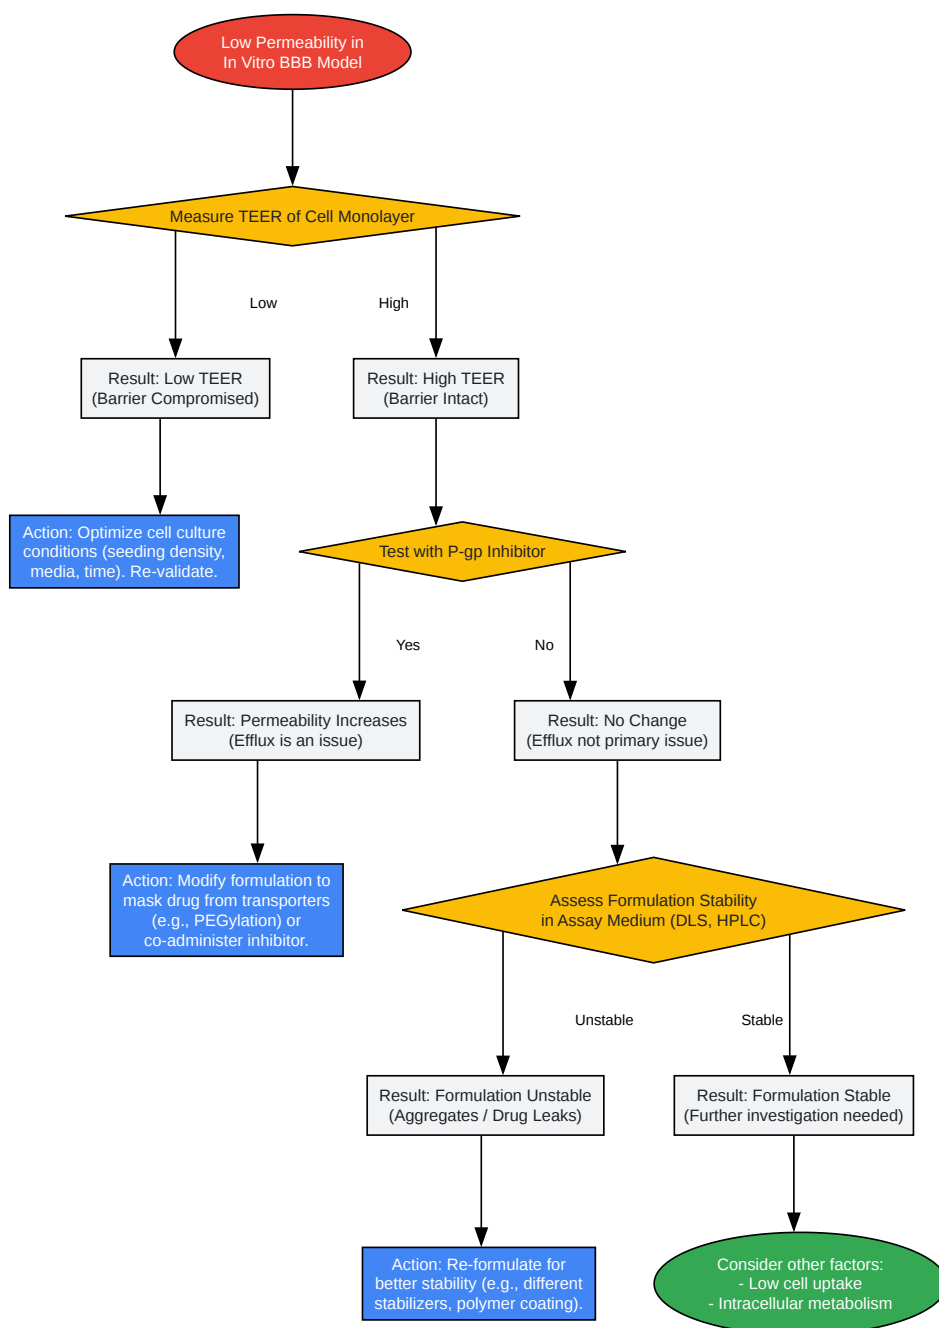 Low Permeability in
In Vitro BBB Model
Measure TEER of Cell Monolayer
Low
High
Result: Low TEER
(Barrier Compromised)
Result: High TEER
(Barrier Intact)
Action: Optimize cell culture
conditions (seeding density,
media, time). Re-validate.
Test with P-gp Inhibitor
Yes
No
Result: Permeability Increases
(Efflux is an issue)
Result: No Change
(Efflux not primary issue)
Action: Modify formulation to
mask drug from transporters
(e.g., PEGylation) or
co-administer inhibitor.
Assess Formulation Stability
in Assay Medium (DLS, HPLC)
Unstable
Stable
Result: Formulation Unstable
(Aggregates / Drug Leaks)
Result: Formulation Stable
(Further investigation needed)
Action: Re-formulate for
better stability (e.g., different
stabilizers, polymer coating).
Consider other factors:
- Low cell uptake
- Intracellular metabolism